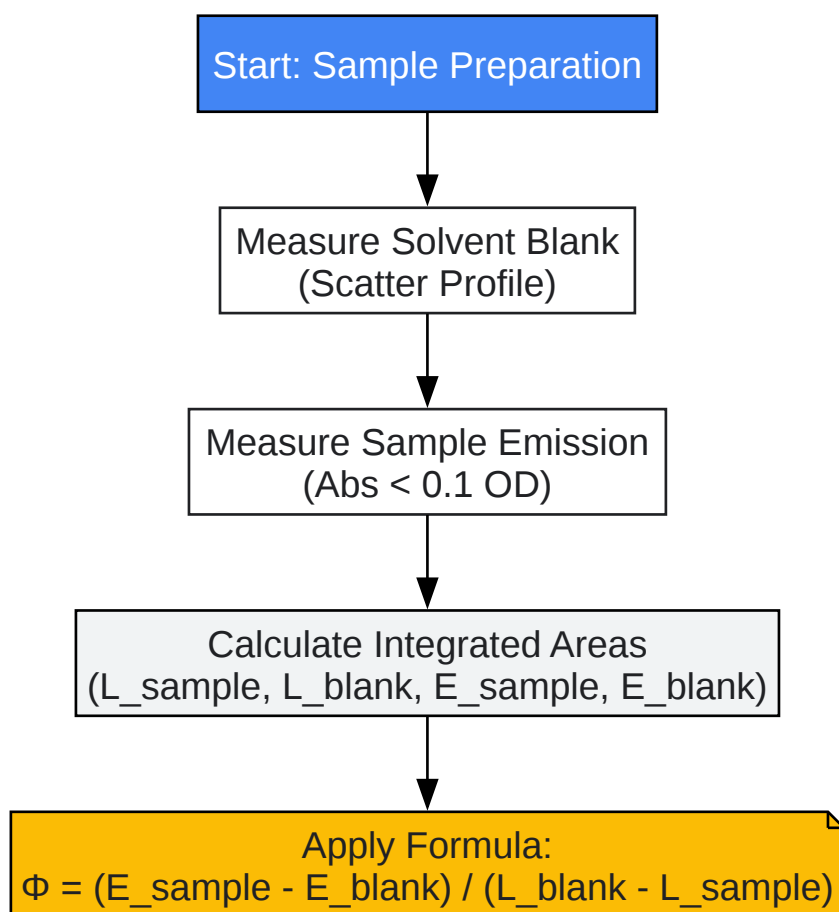 Start: Sample Preparation
Measure Solvent Blank
(Scatter Profile)
Measure Sample Emission
(Abs < 0.1 OD)
Calculate Integrated Areas
(L_sample, L_blank, E_sample, E_blank)
Apply Formula:
Φ = (E_sample - E_blank) / (L_blank - L_sample)